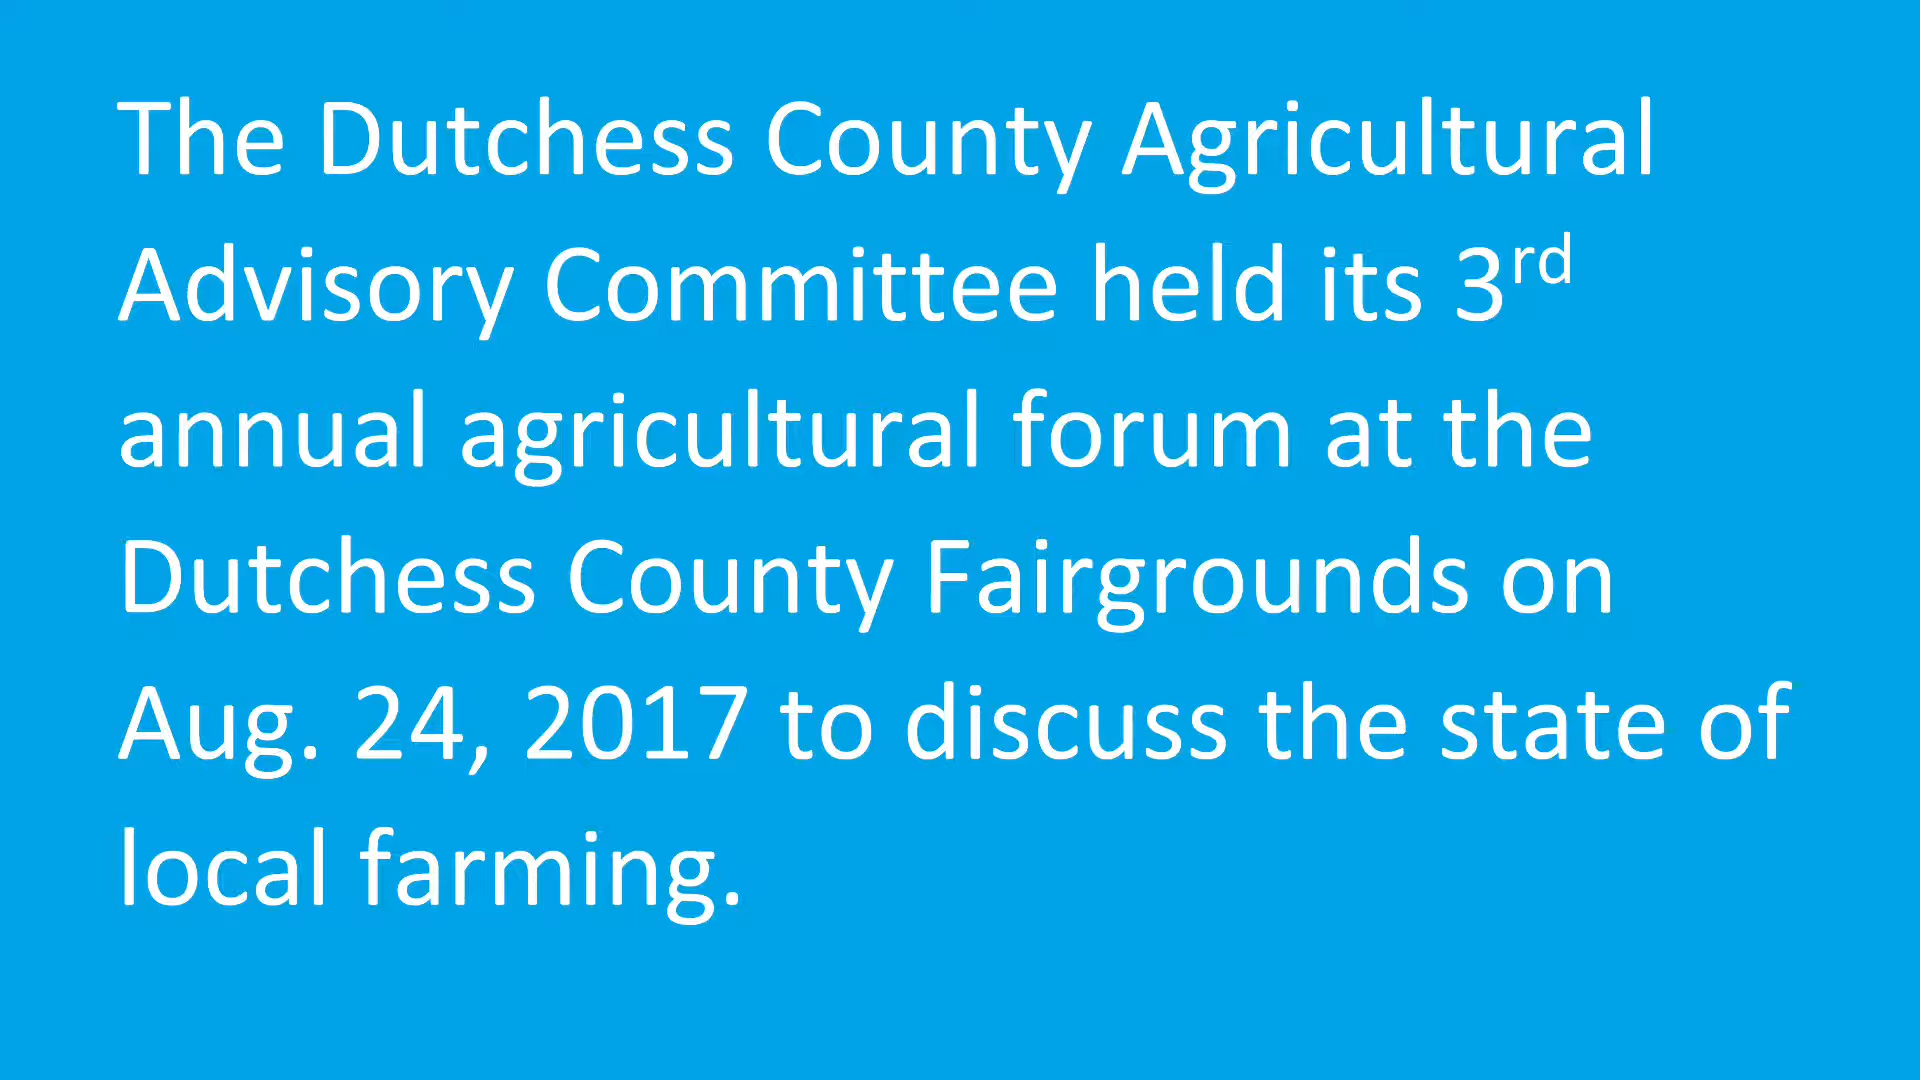 The Dutchess County Agricultural
Advisory Committee held its 3rd
annual agricultural forum at the
Dutchess County Fairgrounds on
Aug. 24, 2017 to discuss the state of
local farming.